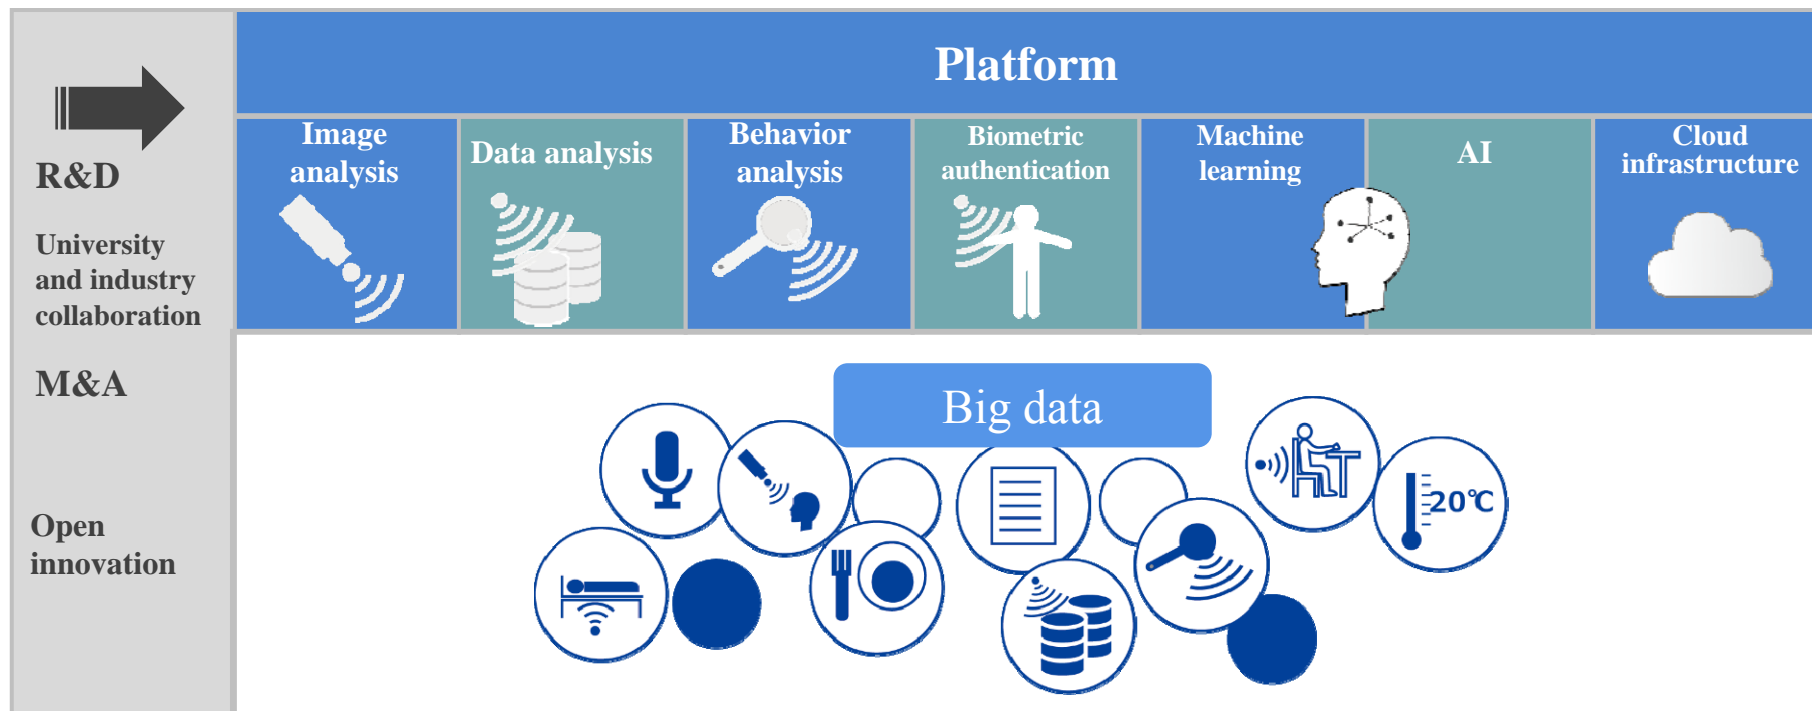 Platform
Image
analysis
Data analysis
Behavior
analysis
Biometric
authentication
Machine
learning
AI
Cloud
infrastructure
R&D
University
and industry
collaboration
M&A
Open
innovation
Big data
20℃